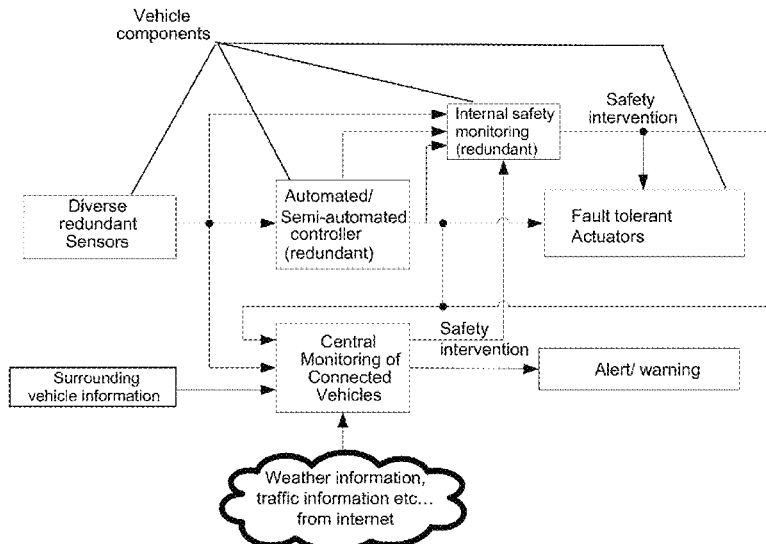 Vehicle
components
Safety
intervention
Internal safety
monitoring
(redundant)
Diverse
redundant
Sensors
Automated/
Semi-automated
controller
(redundant)
Fault tolerant
Actuators
Central
Monitoring of
Connected
Vehicles
Safety
intervention
Surrounding
vehicle information
Alert/ warning
Weather information,
traffic information etc...
from internet